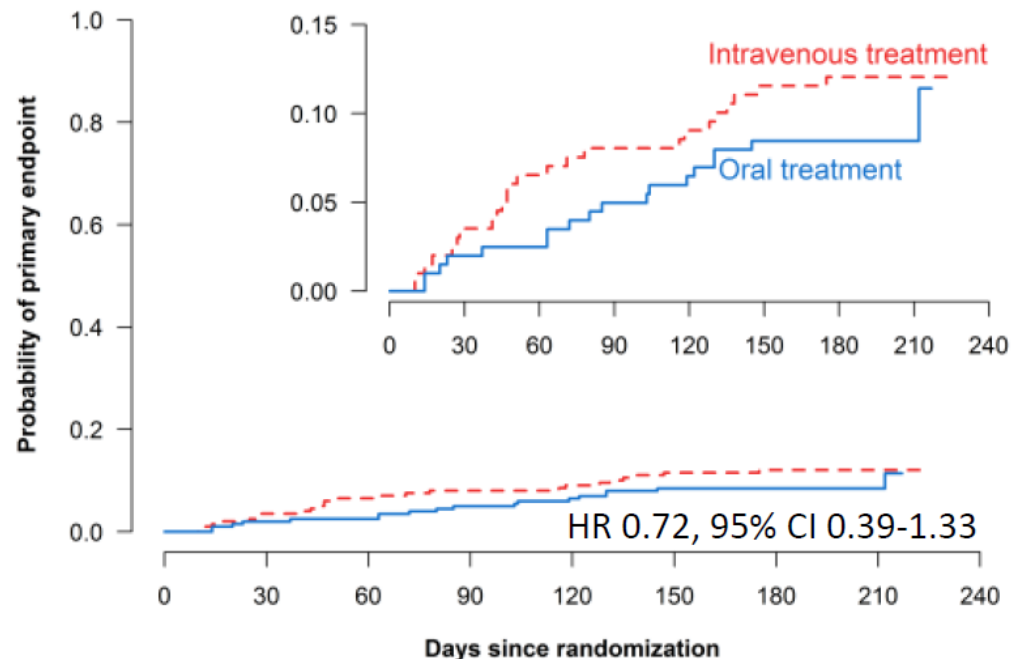 Probability of primary endpoint
1.0
0.8
0.6
0.4
0.2
0.0
0.15
0.10
0.05
0.00
Intravenous treatment
Oral treatment
0 30 60 90 120 150 180 210 240
HR 0.72, 95% CI 0.39-1.33
0 30 60 90 120 150 180 210 240
Days since randomization